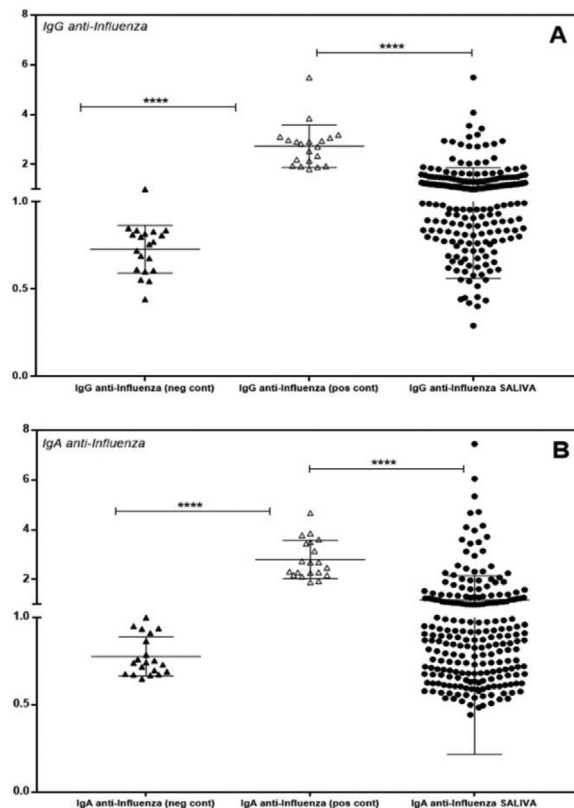 IgG anti-Influenza
A
8
6
4
2
1.0
0.5
0.0
****
****
IgG anti-Influenza (neg cont)
IgG anti-Influenza (pos cont)
IgG anti-Influenza SALIVA
IgA anti-Influenza
B
8
6
4
2
1.0
0.5
0.0
****
****
IgA anti-Influenza (neg cont)
IgA anti-Influenza (pos cont)
IgA anti-Influenza SALIVA